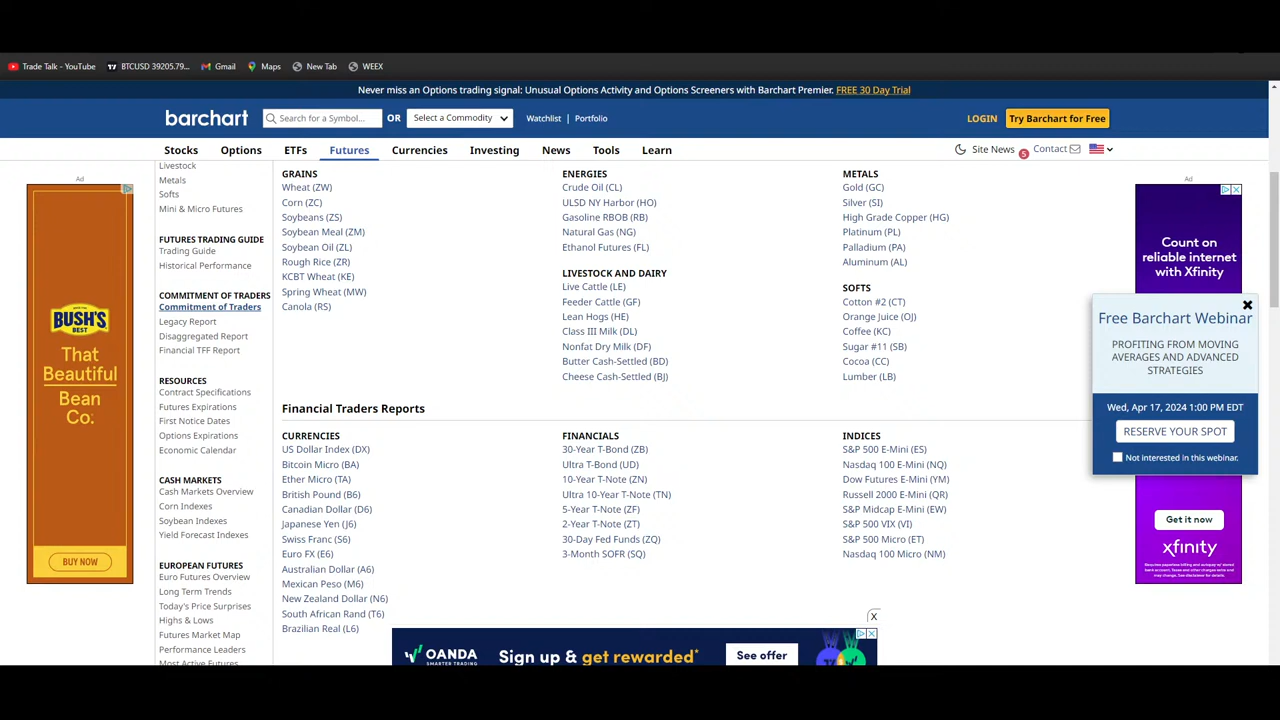 Trade Talk - YouTube
BTCUSD 39205.79...
Gmail
Maps
New Tab
WEEX
Never miss an Options trading signal: Unusual Options Activity and Options Screeners with Barchart Premier. FREE 30 Day Trial
barchart
Search for a Symbol...
OR
Select a Commodity
Watchlist | Portfolio
LOGIN
Try Barchart for Free
Stocks
Options
ETFs
Futures
Currencies
Investing
News
Tools
Learn
Site News
5
Contact
Ad
BUSH'S
BEST
That
Beautiful
Bean
Co.
BUY NOW
Livestock
Metals
Softs
Mini & Micro Futures
FUTURES TRADING GUIDE
Trading Guide
Historical Performance
COMMITMENT OF TRADERS
Commitment of Traders
Legacy Report
Disaggregated Report
Financial TFF Report
RESOURCES
Contract Specifications
Futures Expirations
First Notice Dates
Options Expirations
Economic Calendar
CASH MARKETS
Cash Markets Overview
Corn Indexes
Soybean Indexes
Yield Forecast Indexes
EUROPEAN FUTURES
Euro Futures Overview
Long Term Trends
Today's Price Surprises
Highs & Lows
Futures Market Map
Performance Leaders
Most Active Futures
GRAINS
Wheat (ZW)
Corn (ZC)
Soybeans (ZS)
Soybean Meal (ZM)
Soybean Oil (ZL)
Rough Rice (ZR)
KCBT Wheat (KE)
Spring Wheat (MW)
Canola (RS)
ENERGIES
Crude Oil (CL)
ULSD NY Harbor (HO)
Gasoline RBOB (RB)
Natural Gas (NG)
Ethanol Futures (FL)
LIVESTOCK AND DAIRY
Live Cattle (LE)
Feeder Cattle (GF)
Lean Hogs (HE)
Class III Milk (DL)
Nonfat Dry Milk (DF)
Butter Cash-Settled (BD)
Cheese Cash-Settled (BJ)
METALS
Gold (GC)
Silver (SI)
High Grade Copper (HG)
Platinum (PL)
Palladium (PA)
Aluminum (AL)
SOFTS
Cotton #2 (CT)
Orange Juice (OJ)
Coffee (KC)
Sugar #11 (SB)
Cocoa (CC)
Lumber (LB)
Financial Traders Reports
CURRENCIES
US Dollar Index (DX)
Bitcoin Micro (BA)
Ether Micro (TA)
British Pound (B6)
Canadian Dollar (D6)
Japanese Yen (J6)
Swiss Franc (S6)
Euro FX (E6)
Australian Dollar (A6)
Mexican Peso (M6)
New Zealand Dollar (N6)
South African Rand (T6)
Brazilian Real (L6)
FINANCIALS
30-Year T-Bond (ZB)
Ultra T-Bond (UD)
10-Year T-Note (ZN)
Ultra 10-Year T-Note (TN)
5-Year T-Note (ZF)
2-Year T-Note (ZT)
30-Day Fed Funds (ZQ)
3-Month SOFR (SQ)
INDICES
S&P 500 E-Mini (ES)
Nasdaq 100 E-Mini (NQ)
Dow Futures E-Mini (YM)
Russell 2000 E-Mini (QR)
S&P Midcap E-Mini (EW)
S&P 500 VIX (VI)
S&P 500 Micro (ET)
Nasdaq 100 Micro (NM)
X
OANDA
SMARTER TRADING
Sign up & get rewarded*
See offer
Ad
Count on
reliable internet
with Xfinity
Free Barchart Webinar
PROFITING FROM MOVING
AVERAGES AND ADVANCED
STRATEGIES
Wed, Apr 17, 2024 1:00 PM EDT
RESERVE YOUR SPOT
Not interested in this webinar.
Get it now
xfinity